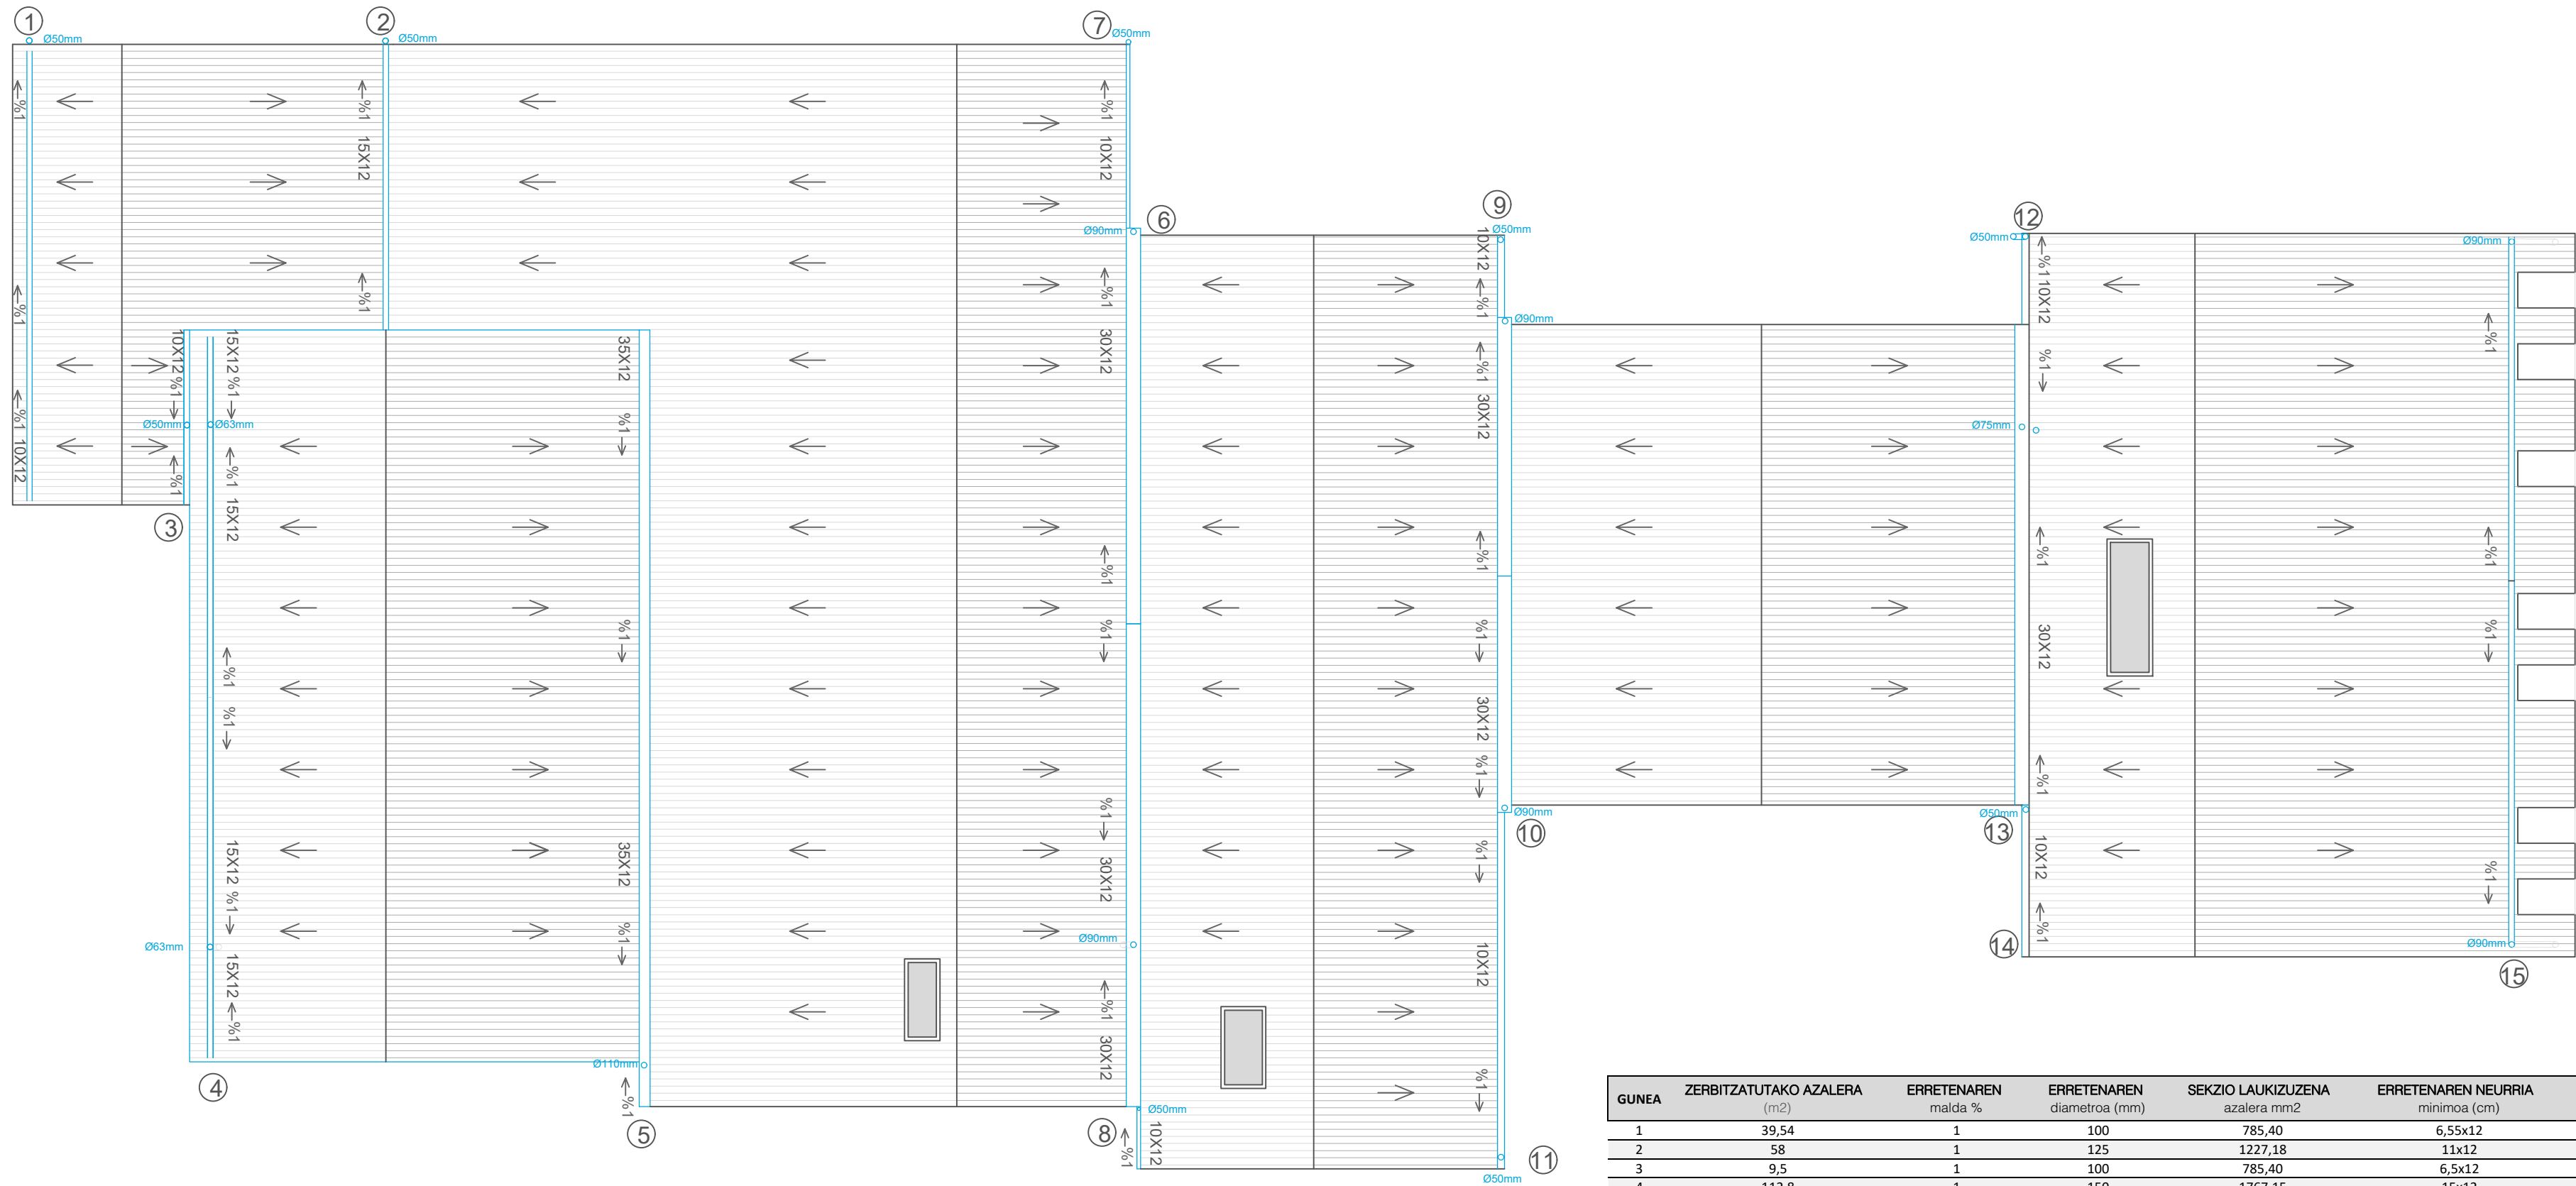 1
2
7
Ø50mm
Ø50mm
Ø50mm
%1
%1
%1
15X12
10X12
12
9
6
Ø50mm
Ø50mm
Ø90mm
Ø90mm
10X12
%1
%1
10X12
%1
%1
%1
%1
Ø90mm
10X12
%1
15X12
%1
35X12
30X12
%1
30X12
%1
%1
%1
10X12
Ø50mm
Ø63mm
%1
%1
15X12
%1
Ø75mm
3
%1
%1
%1
%1
%1
%1
%1
%1
%1
%1
30X12
%1
30X12
%1
%1
%1
Ø90mm
10
Ø50mm
13
15X12
%1
35X12
%1
30X12
%1
10X12
%1
%1
Ø63mm
15X12
%1
Ø90mm
10X12
14
Ø90mm
15
%1
30X12
Ø110mm
4
%1
%1
5
8
Ø50mm
%1
10X12
11
Ø50mm
GUNEA ZERBITZATUTAKO AZALERA (m2) ERRETENAREN malda % ERRETENAREN diametroa (mm) SEKZIO LAUKIZUZENA azalera mm2 ERRETENAREN NEURRIA minimoa (cm)
1 39,54 1 100 785,40 6,55x12
2 58 1 125 1227,18 11x12
3 9,5 1 100 785,40 6,5x12